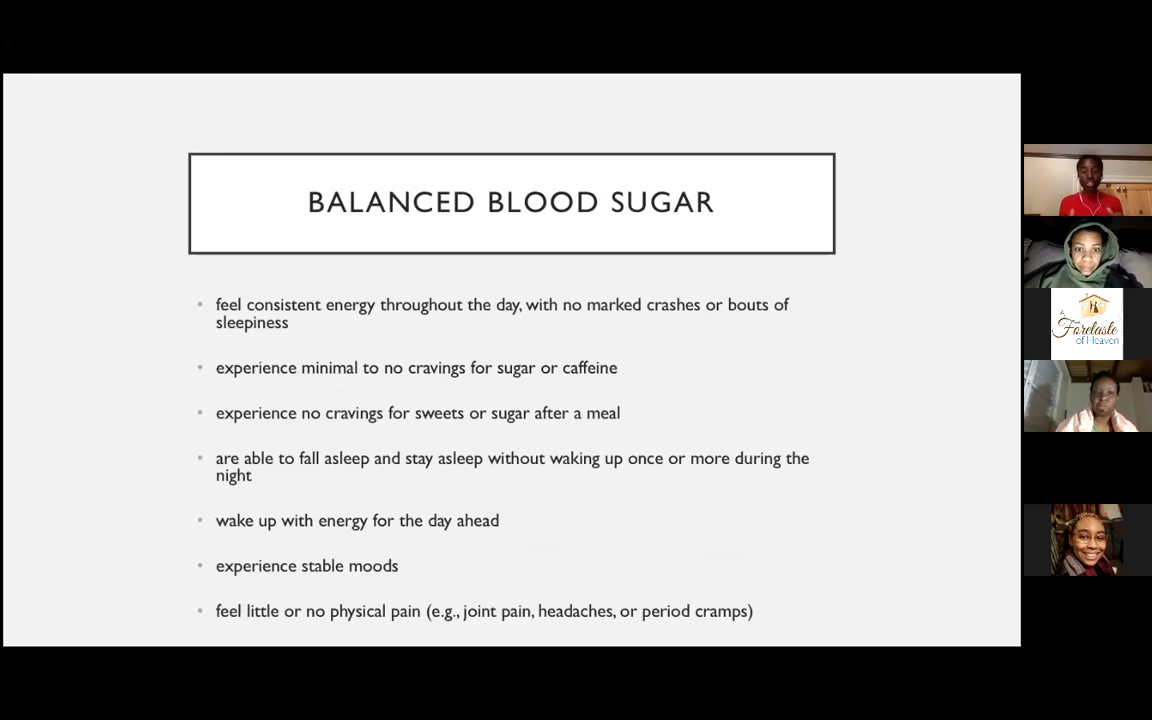 BALANCED BLOOD SUGAR
• feel consistent energy throughout the day, with no marked crashes or bouts of
sleepiness
• experience minimal to no cravings for sugar or caffeine
• experience no cravings for sweets or sugar after a meal
• are able to fall asleep and stay asleep without waking up once or more during the
night
• wake up with energy for the day ahead
• experience stable moods
• feel little or no physical pain (e.g., joint pain, headaches, or period cramps)
A
Foretaste
of Heaven